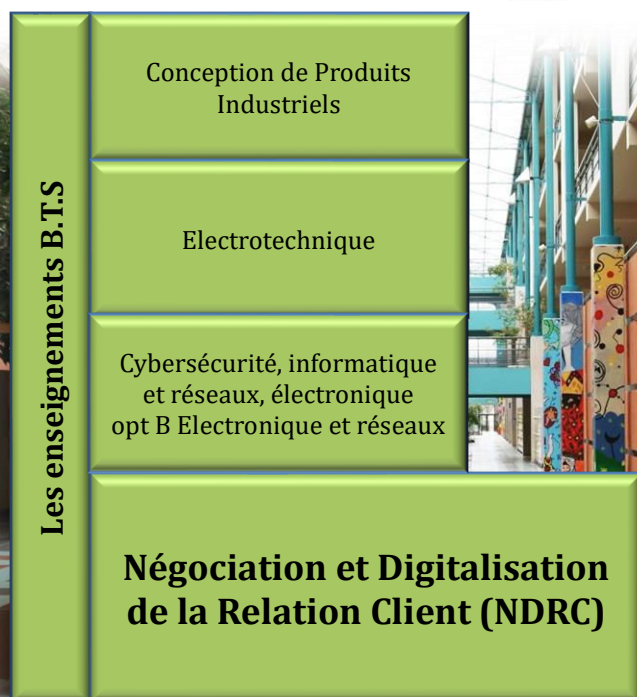 Les enseignements B.T.S
Conception de Produits
Industriels
Electrotechnique
Cybersécurité, informatique
et réseaux, électronique
opt B Electronique et réseaux
Négociation et Digitalisation
de la Relation Client (NDRC)